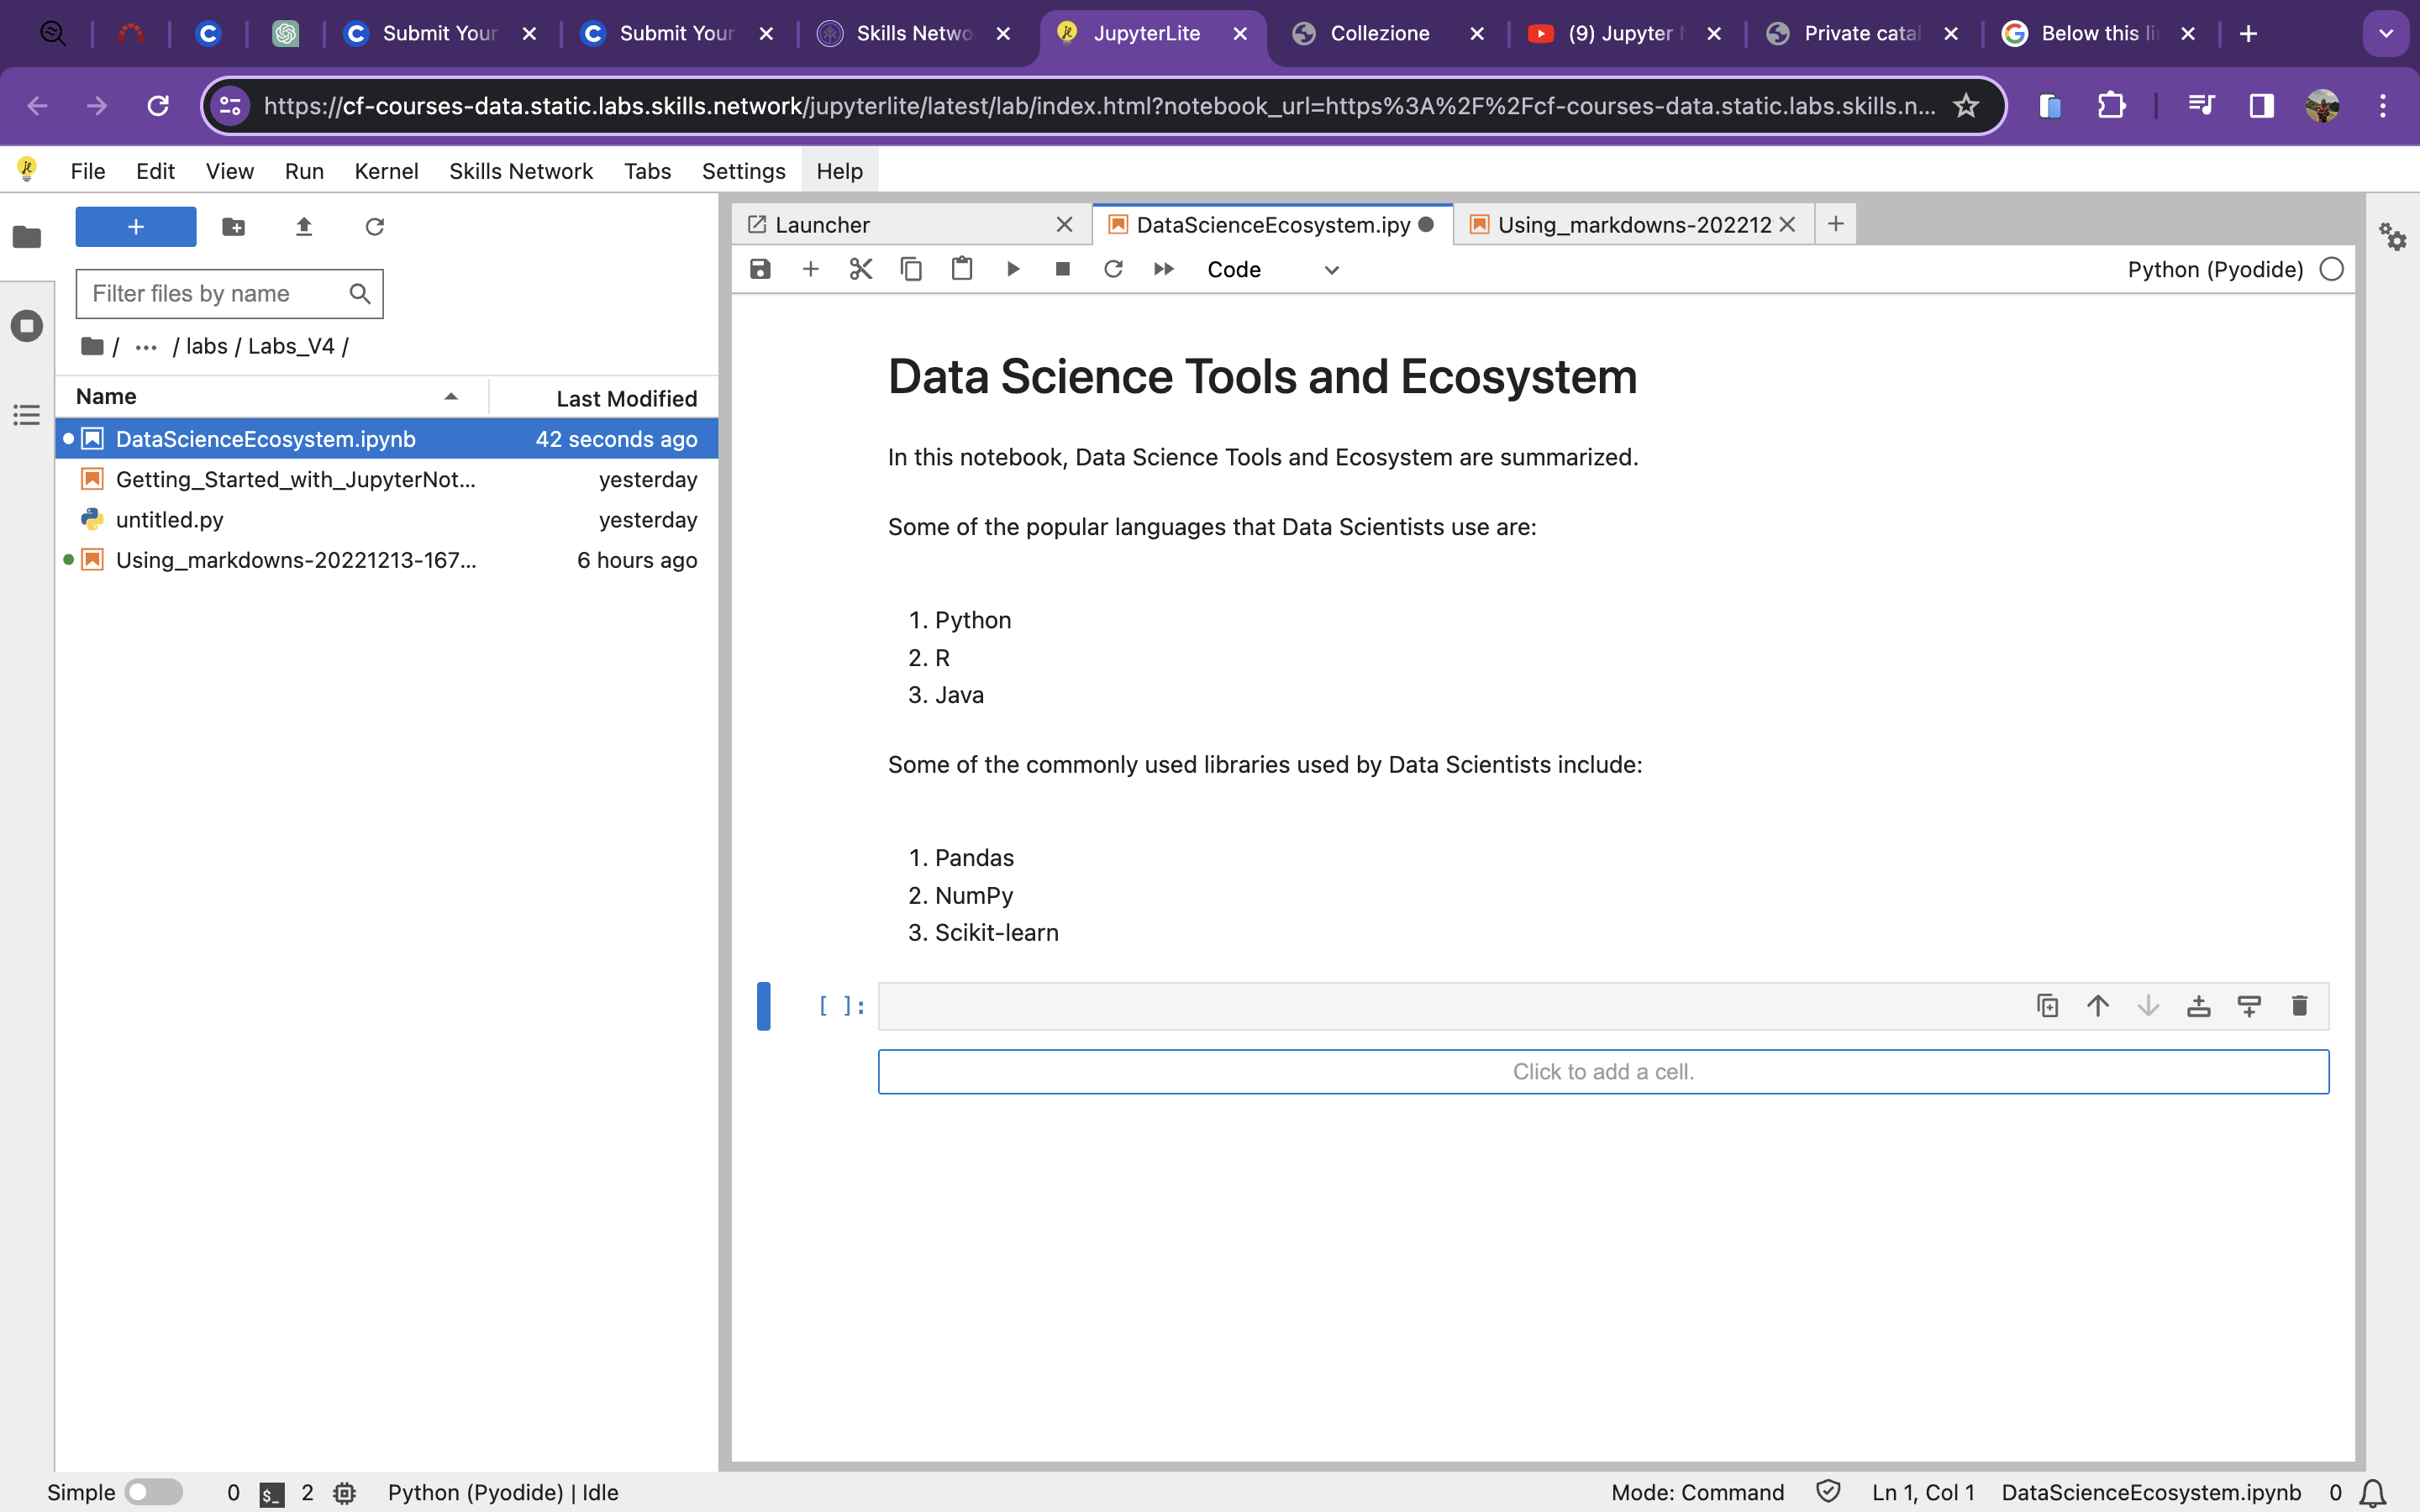 Submit Your
Submit Your
Skills Netwo
JupyterLite
Collezione
(9) Jupyter
Private catal
Below this li
https://cf-courses-data.static.labs.skills.network/jupyterlite/latest/lab/index.html?notebook_url=https%3A%2F%2Fcf-courses-data.static.labs.skills.n...
File Edit View Run Kernel Skills Network Tabs Settings Help
Launcher
DataScienceEcosystem.ipy
Using_markdowns-202212
Code
Python (Pyodide)
Filter files by name
/ ... / labs / Labs_V4 /
Name Last Modified
DataScienceEcosystem.ipynb 42 seconds ago
Getting_Started_with_JupyterNot... yesterday
untitled.py yesterday
Using_markdowns-20221213-167... 6 hours ago
Data Science Tools and Ecosystem
In this notebook, Data Science Tools and Ecosystem are summarized.
Some of the popular languages that Data Scientists use are:
1. Python
2. R
3. Java
Some of the commonly used libraries used by Data Scientists include:
1. Pandas
2. NumPy
3. Scikit-learn
[ ]:
Click to add a cell.
Simple 0 $_ 2 Python (Pyodide) | Idle
Mode: Command Ln 1, Col 1 DataScienceEcosystem.ipynb 0